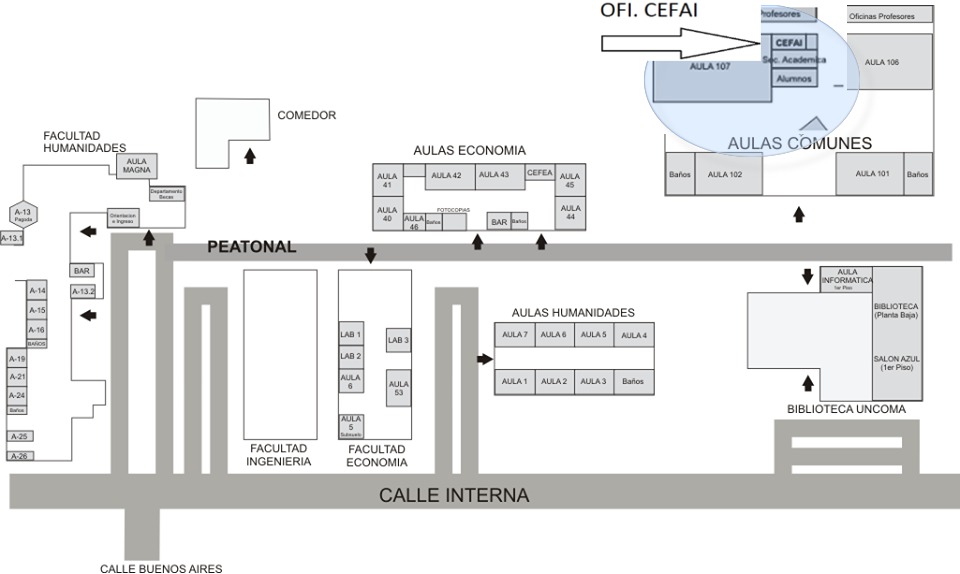 OFI. CEFAI
Profesores
Oficinas Profesores
CEFAI
Sec. Academica
Alumnos
AULA 107
AULA 106
AULAS COMUNES
Baños
AULA 102
AULA 101
Baños
COMEDOR
FACULTAD
HUMANIDADES
AULA
MAGNA
Departamento
Becas
Orientacion
e Ingreso
A-13
Pagoda
A-13.1
BAR
A-13.2
A-14
A-15
A-16
BAÑOS
A-19
A-21
A-24
Baños
A-25
A-26
AULAS ECONOMIA
AULA
41
AULA 42
AULA 43
CEFEA
AULA
45
AULA
40
AULA
46
Baños
FOTOCOPIAS
BAR
Baños
AULA
44
PEATONAL
FACULTAD
INGENIERIA
LAB 1
LAB 2
LAB 3
AULA
6
AULA
53
AULA
5
Subsuelo
FACULTAD
ECONOMIA
AULAS HUMANIDADES
AULA 7
AULA 6
AULA 5
AULA 4
AULA 1
AULA 2
AULA 3
Baños
AULA
INFORMATICA
1er Piso
BIBLIOTECA
(Planta Baja)
SALON AZUL
(1er Piso)
BIBLIOTECA UNCOMA
CALLE INTERNA
CALLE BUENOS AIRES